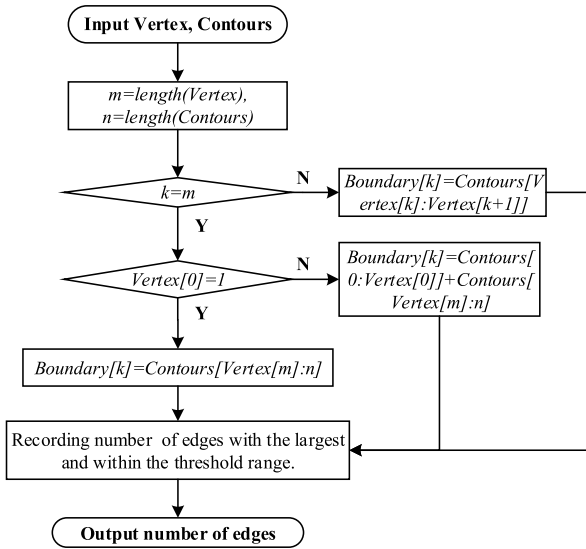 Input Vertex, Contours
m=length(Vertex),
n=length(Contours)
k=m
N
Boundary[k]=Contours[V
ertex[k]:Vertex[k+1]]
Y
Vertex[0]=1
N
Boundary[k]=Contours[
0:Vertex[0]]+Contours[
Vertex[m]:n]
Y
Boundary[k]=Contours[Vertex[m]:n]
Recording number of edges with the largest
and within the threshold range.
Output number of edges